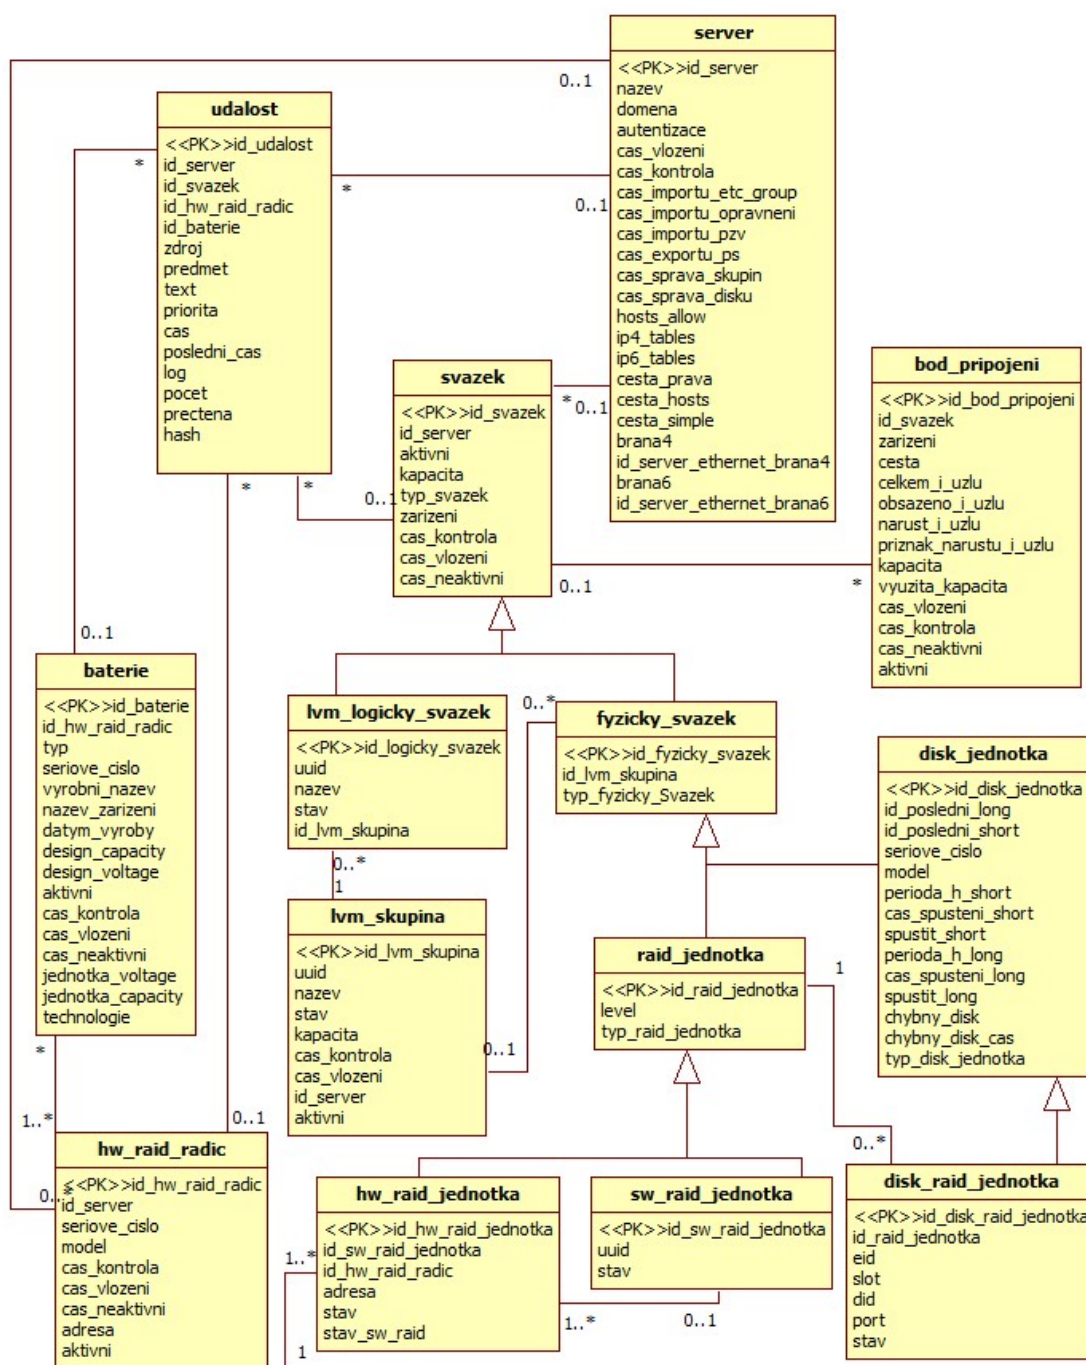 server
<<PK>>id_server
nazev
domena
autentizace
cas_vlozeni
cas_kontrola
cas_importu_etc_group
cas_importu_opravneni
cas_importu_pzv
cas_exportu_ps
cas_sprava_skupin
cas_sprava_disku
hosts_allow
ip4_tables
ip6_tables
cesta_prava
cesta_hosts
cesta_simple
brana4
id_server_ethernet_brana4
brana6
id_server_ethernet_brana6
0..1
udalost
<<PK>>id_udalost
id_server
id_svazek
id_hw_raid_radic
id_baterie
zdroj
predmet
text
priorita
cas
posledni_cas
log
pocet
prectena
hash
*
*
0..1
svazek
<<PK>>id_svazek
id_server
aktivni
kapacita
typ_svazek
zarizeni
cas_kontrola
cas_vlozeni
cas_neaktivni
*
0..1
*
*
0..1
bod_pripojeni
<<PK>>id_bod_pripojeni
id_svazek
zarizeni
cesta
celkem_i_uzlu
obsazeno_i_uzlu
narust_i_uzlu
priznak_narustu_i_uzlu
kapacita
vyuzita_kapacita
cas_vlozeni
cas_kontrola
cas_neaktivni
aktivni
0..1
*
0..1
baterie
<<PK>>id_baterie
id_hw_raid_radic
typ
seriove_cislo
vyrobni_nazev
nazev_zarizeni
datym_vyroby
design_capacity
design_voltage
aktivni
cas_kontrola
cas_vlozeni
cas_neaktivni
jednotka_voltage
jednotka_capacity
technologie
lvm_logicky_svazek
<<PK>>id_logicky_svazek
uuid
nazev
stav
id_lvm_skupina
0..*
fyzicky_svazek
<<PK>>id_fyzicky_svazek
id_lvm_skupina
typ_fyzicky_Svazek
disk_jednotka
<<PK>>id_disk_jednotka
id_posledni_long
id_posledni_short
seriove_cislo
model
perioda_h_short
cas_spusteni_short
spustit_short
perioda_h_long
cas_spusteni_long
spustit_long
chybny_disk
chybny_disk_cas
typ_disk_jednotka
0..*
1
lvm_skupina
<<PK>>id_lvm_skupina
uuid
nazev
stav
kapacita
cas_kontrola
cas_vlozeni
id_server
aktivni
0..1
raid_jednotka
<<PK>>id_raid_jednotka
level
typ_raid_jednotka
1
0..*
*
1..*
0..1
hw_raid_radic
<<PK>>id_hw_raid_radic
id_server
seriove_cislo
model
cas_kontrola
cas_vlozeni
cas_neaktivni
adresa
aktivni
0..*
hw_raid_jednotka
<<PK>>id_hw_raid_jednotka
id_sw_raid_jednotka
id_hw_raid_radic
adresa
stav
stav_sw_raid
1..*
1
sw_raid_jednotka
<<PK>>id_sw_raid_jednotka
uuid
stav
1..*
0..1
disk_raid_jednotka
<<PK>>id_disk_raid_jednotka
id_raid_jednotka
eid
slot
did
port
stav